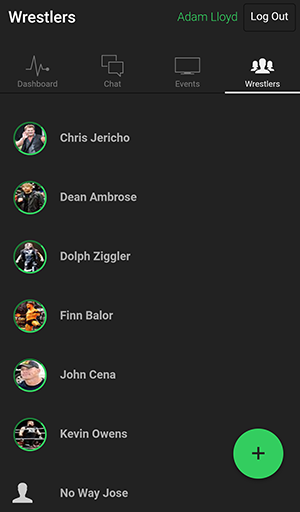 Wrestlers Adam Lloyd Log Out
Dashboard Chat Events Wrestlers
Chris Jericho
Dean Ambrose
Dolph Ziggler
Finn Balor
John Cena
Kevin Owens
+
No Way Jose